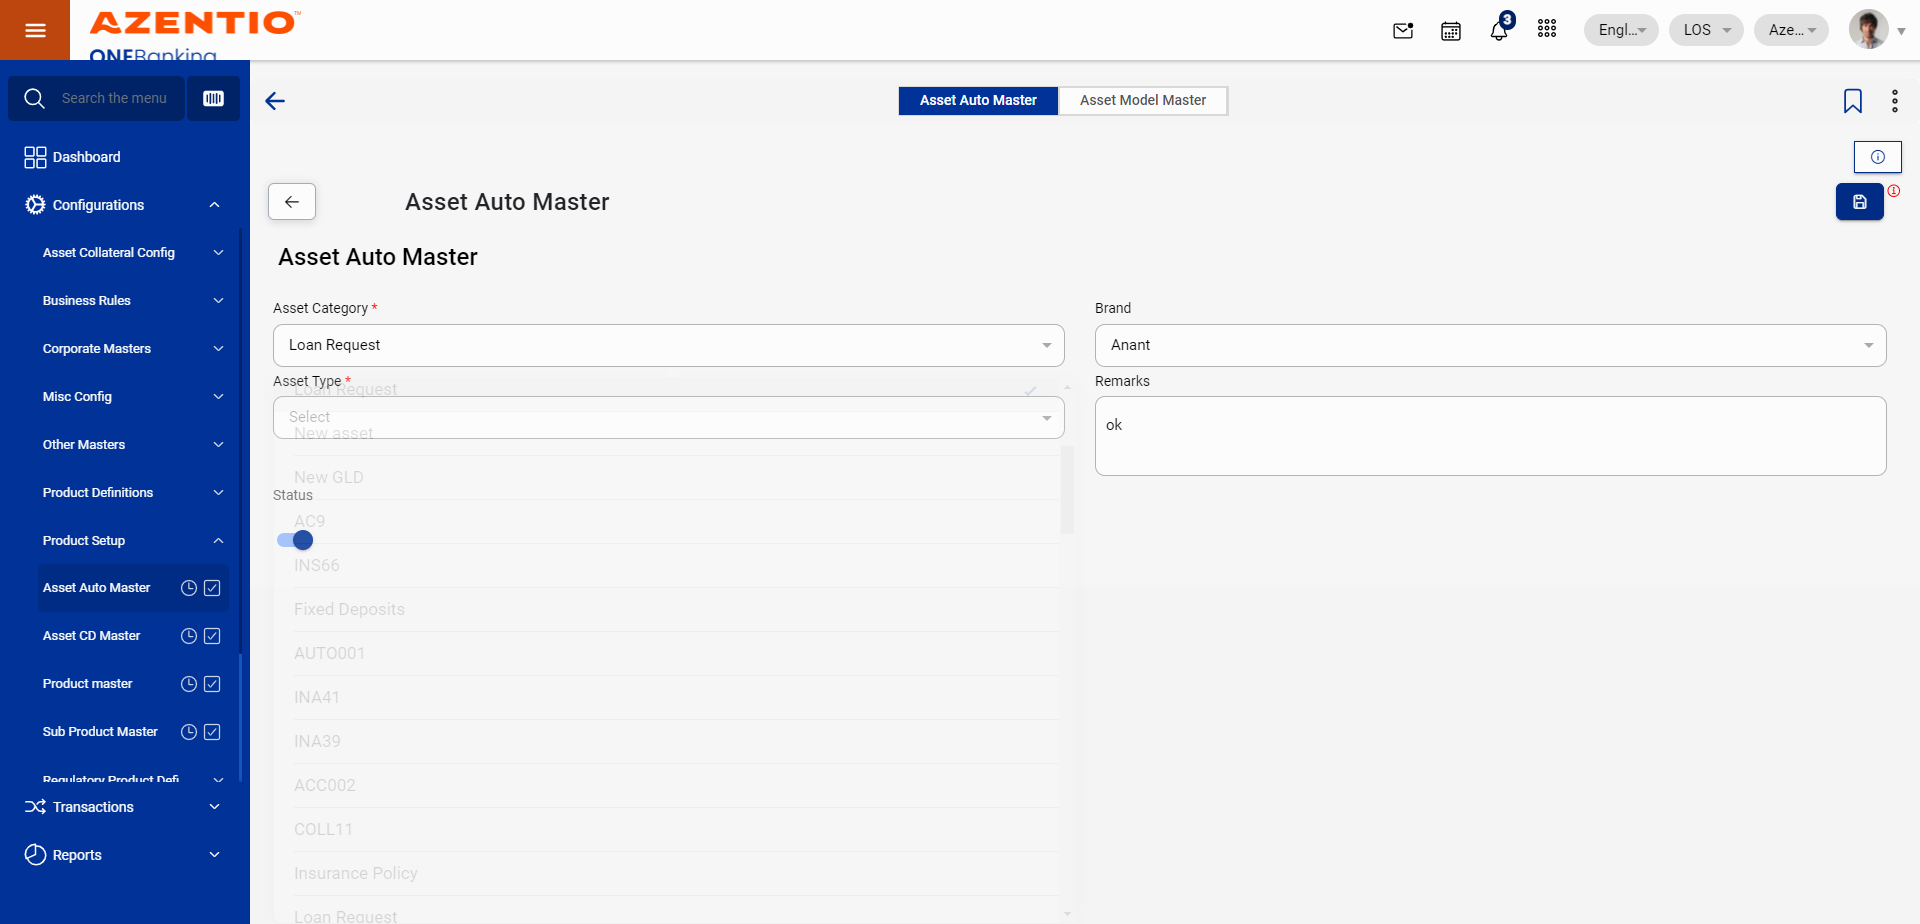 AZENTIO™
ONEBanking
3
Engl...
LOS
Aze...
Search the menu
Asset Auto Master
Asset Model Master
Dashboard
Configurations
Asset Auto Master
Asset Collateral Config
Asset Auto Master
Business Rules
Asset Category *
Brand
Corporate Masters
Loan Request
Anant
Asset Type *
Remarks
Loan Request
Misc Config
Select
ok
New asset
Other Masters
New GLD
Product Definitions
Status
AC9
Product Setup
INS66
Asset Auto Master
Fixed Deposits
Asset CD Master
AUTO001
Product master
INA41
Sub Product Master
INA39
Regulatory Product Defi
ACC002
Transactions
COLL11
Reports
Insurance Policy
Loan Request